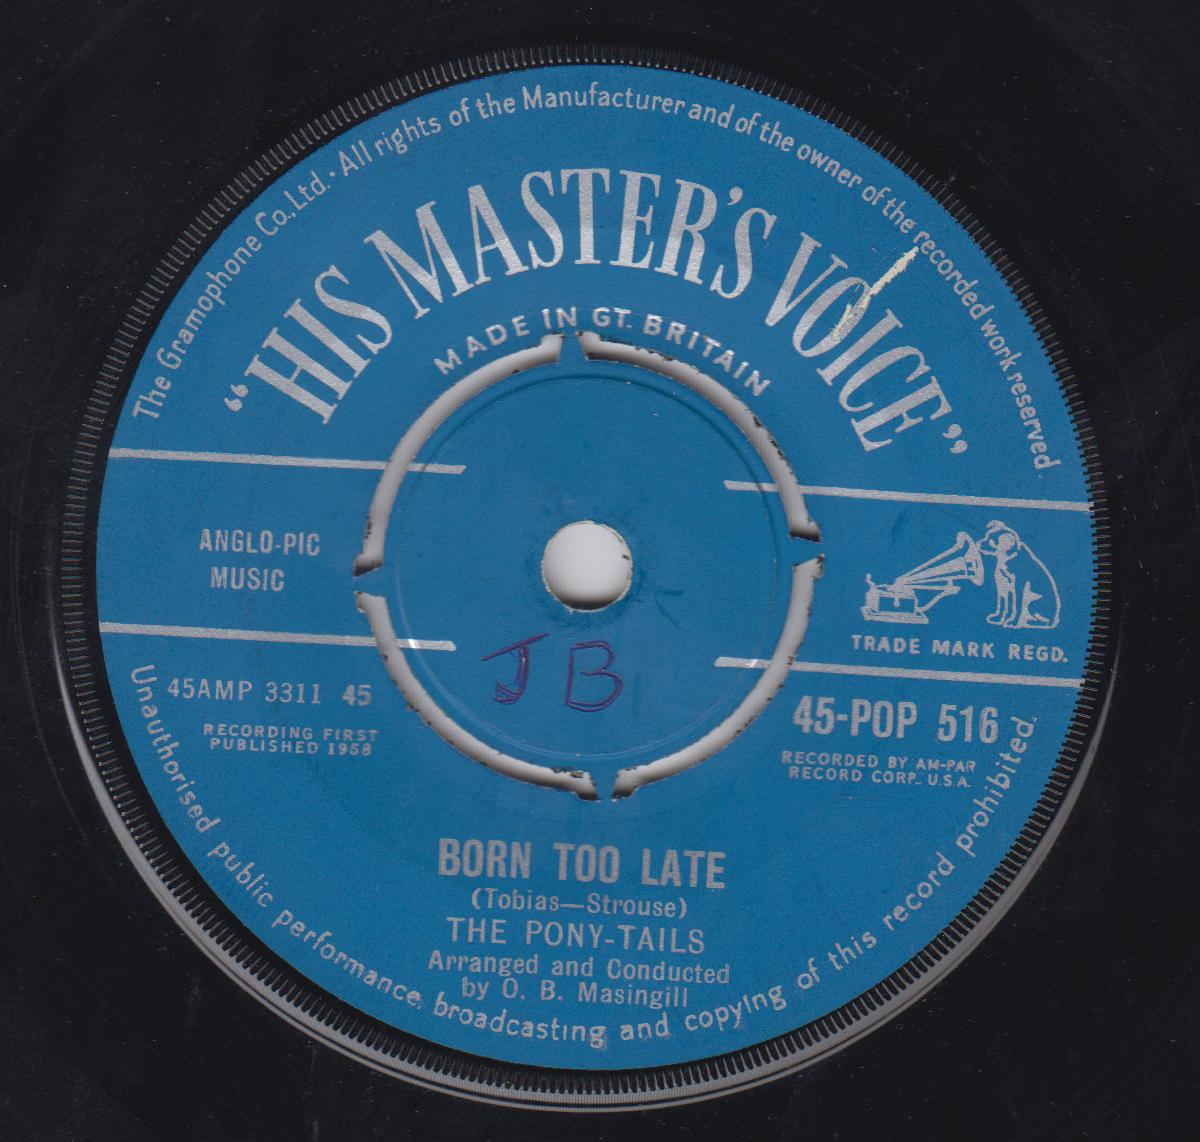 The Gramophone Co., Ltd. · All rights of the Manufacturer and of the owner of the recorded work reserved
“HIS MASTER'S VOICE”
MADE IN GT. BRITAIN
ANGLO-PIC
MUSIC
TRADE MARK REGD.
J B
45AMP 3311 45
RECORDING FIRST
PUBLISHED 1958
45-POP 516
RECORDED BY AM-PAR
RECORD CORP. U.S.A.
BORN TOO LATE
(Tobias—Strouse)
THE PONY-TAILS
Arranged and Conducted
by O. B. Masingill
Unauthorised public performance, broadcasting and copying of this record prohibited.